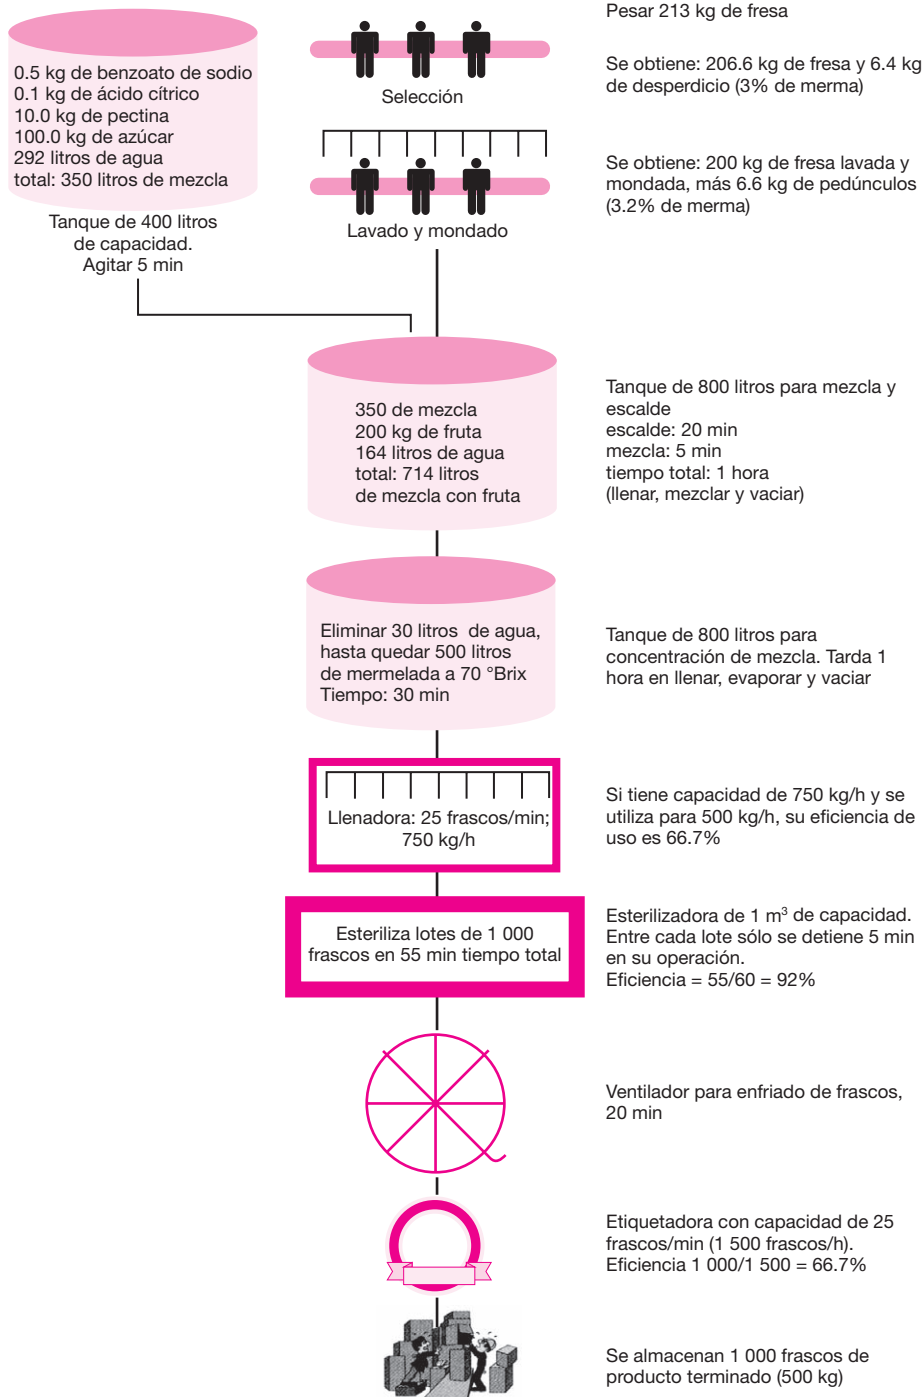 Pesar 213 kg de fresa
0.5 kg de benzoato de sodio
0.1 kg de ácido cítrico
10.0 kg de pectina
100.0 kg de azúcar
292 litros de agua
total: 350 litros de mezcla
Tanque de 400 litros
de capacidad.
Agitar 5 min
Selección
Se obtiene: 206.6 kg de fresa y 6.4 kg
de desperdicio (3% de merma)
Lavado y mondado
Se obtiene: 200 kg de fresa lavada y
mondada, más 6.6 kg de pedúnculos
(3.2% de merma)
350 de mezcla
200 kg de fruta
164 litros de agua
total: 714 litros
de mezcla con fruta
Tanque de 800 litros para mezcla y
escalde
escalde: 20 min
mezcla: 5 min
tiempo total: 1 hora
(llenar, mezclar y vaciar)
Eliminar 30 litros de agua,
hasta quedar 500 litros
de mermelada a 70 °Brix
Tiempo: 30 min
Tanque de 800 litros para
concentración de mezcla. Tarda 1
hora en llenar, evaporar y vaciar
Llenadora: 25 frascos/min;
750 kg/h
Si tiene capacidad de 750 kg/h y se
utiliza para 500 kg/h, su eficiencia de
uso es 66.7%
Esteriliza lotes de 1 000
frascos en 55 min tiempo total
Esterilizadora de 1 m³ de capacidad.
Entre cada lote sólo se detiene 5 min
en su operación.
Eficiencia = 55/60 = 92%
Ventilador para enfriado de frascos,
20 min
Etiquetadora con capacidad de 25
frascos/min (1 500 frascos/h).
Eficiencia 1 000/1 500 = 66.7%
Se almacenan 1 000 frascos de
producto terminado (500 kg)